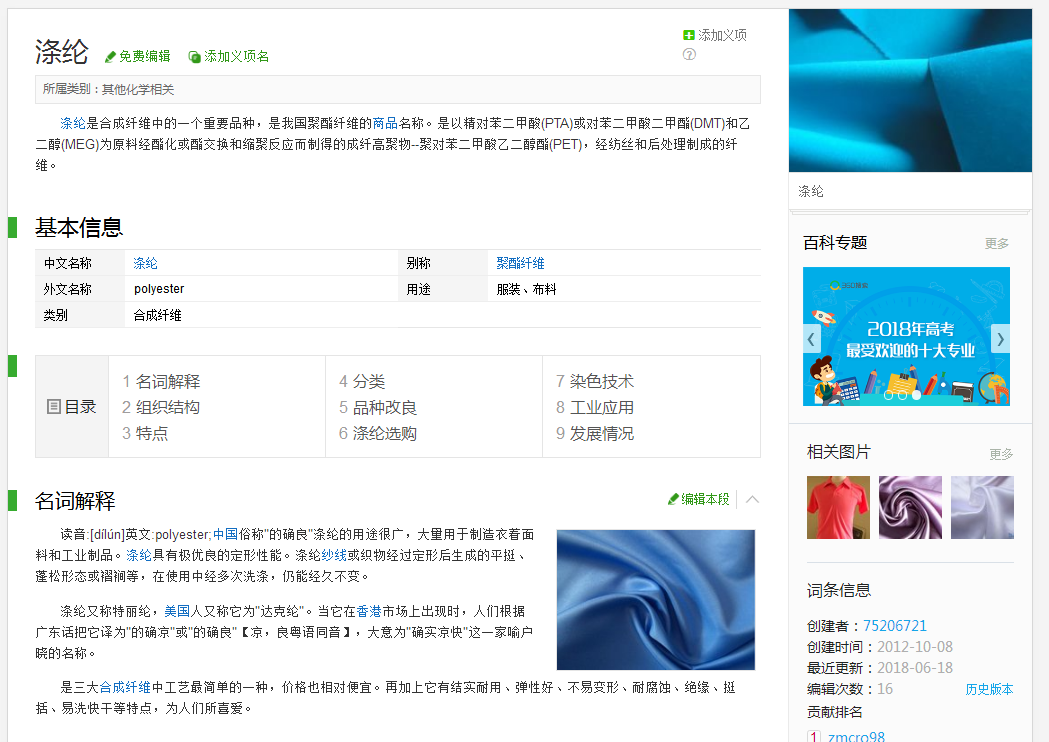 涤纶
免费编辑
添加义项名
添加义项
?
所属类别：其他化学相关
涤纶是合成纤维中的一个重要品种，是我国聚酯纤维的商品名称。是以精对苯二甲酸(PTA)或对苯二甲酸二甲酯(DMT)和乙
二醇(MEG)为原料经酯化或酯交换和缩聚反应而制得的成纤高聚物--聚对苯二甲酸乙二醇酯(PET)，经纺丝和后处理制成的纤
维。
基本信息
中文名称 涤纶 别称 聚酯纤维
外文名称 polyester 用途 服装、布料
类别 合成纤维
目录
1 名词解释
2 组织结构
3 特点
4 分类
5 品种改良
6 涤纶选购
7 染色技术
8 工业应用
9 发展情况
名词解释
编辑本段
读音:[dílún]英文:polyester;中国俗称"的确良"涤纶的用途很广，大量用于制造衣着面
料和工业制品。涤纶具有极优良的定形性能。涤纶纱线或织物经过定形后生成的平挺、
蓬松形态或褶裥等，在使用中经多次洗涤，仍能经久不变。
涤纶又称特丽纶，美国人又称它为"达克纶"。当它在香港市场上出现时，人们根据
广东话把它译为"的确凉"或"的确良"【凉，良粤语同音】，大意为"确实凉快"这一家喻户
晓的名称。
是三大合成纤维中工艺最简单的一种，价格也相对便宜。再加上它有结实耐用、弹性好、不易变形、耐腐蚀、绝缘、挺
括、易洗快干等特点，为人们所喜爱。
涤纶
百科专题
更多
2018年高考
最受欢迎的十大专业
相关图片
更多
词条信息
创建者：75206721
创建时间：2012-10-08
最近更新：2018-06-18
编辑次数：16
历史版本
贡献排名
1 zmcro98